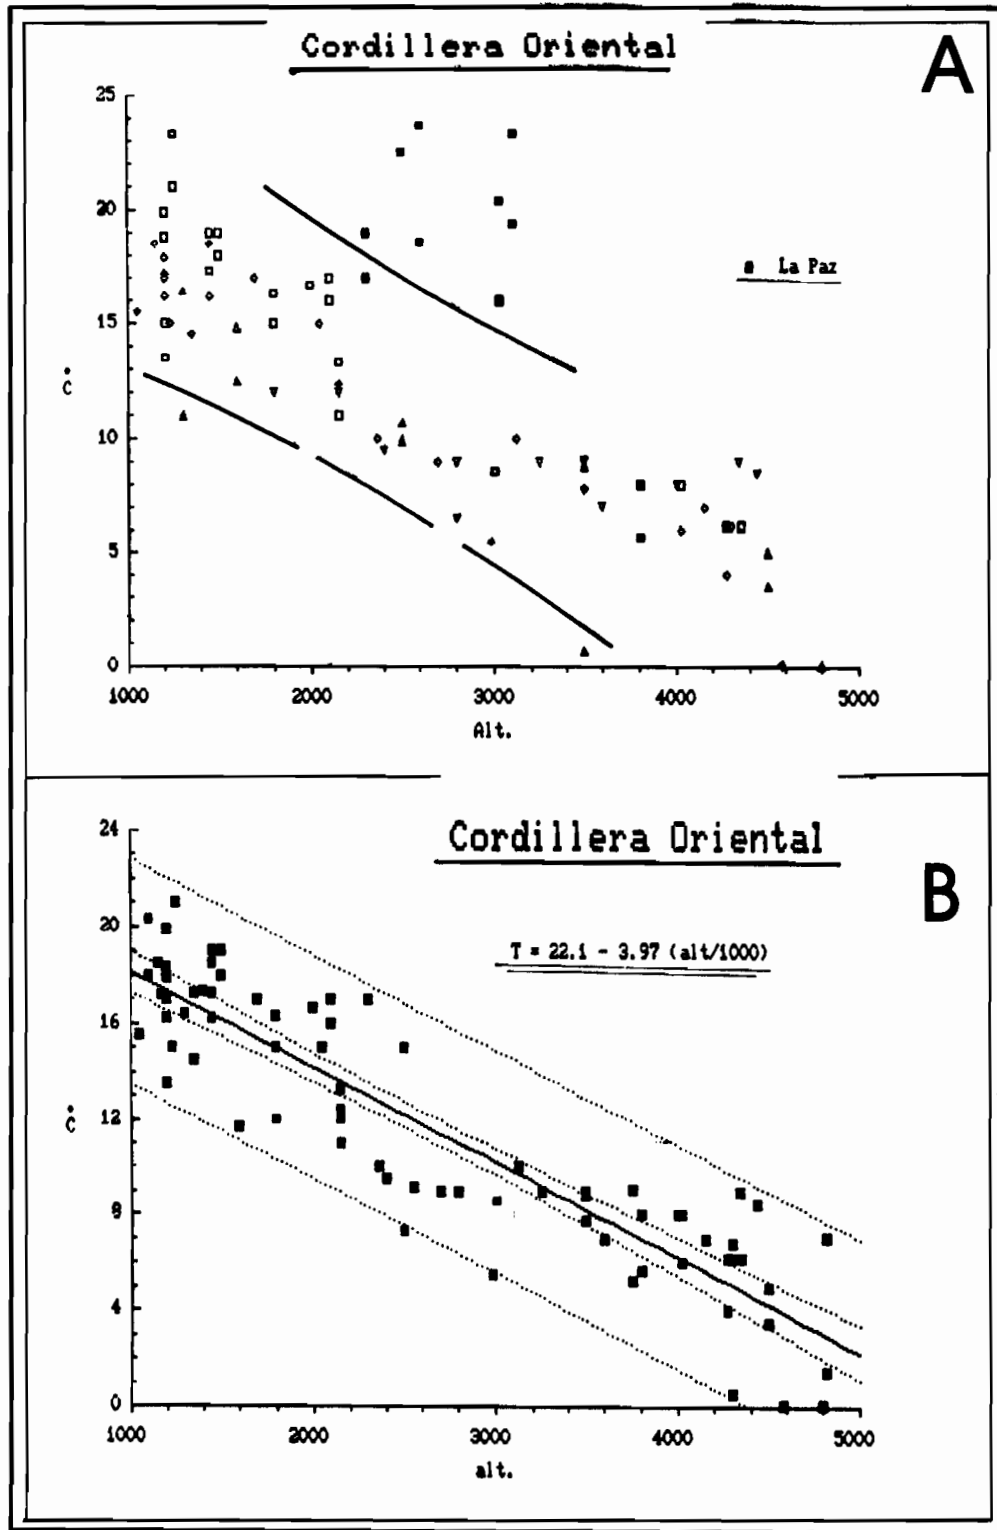 Cordillera Oriental
A
25
20
15
10
5
0
°C
■ La Paz
1000 2000 3000 4000 5000
Alt.
Cordillera Oriental
B
24
20
16
12
8
4
0
°C
T = 22.1 - 3.97 (alt/1000)
1000 2000 3000 4000 5000
alt.